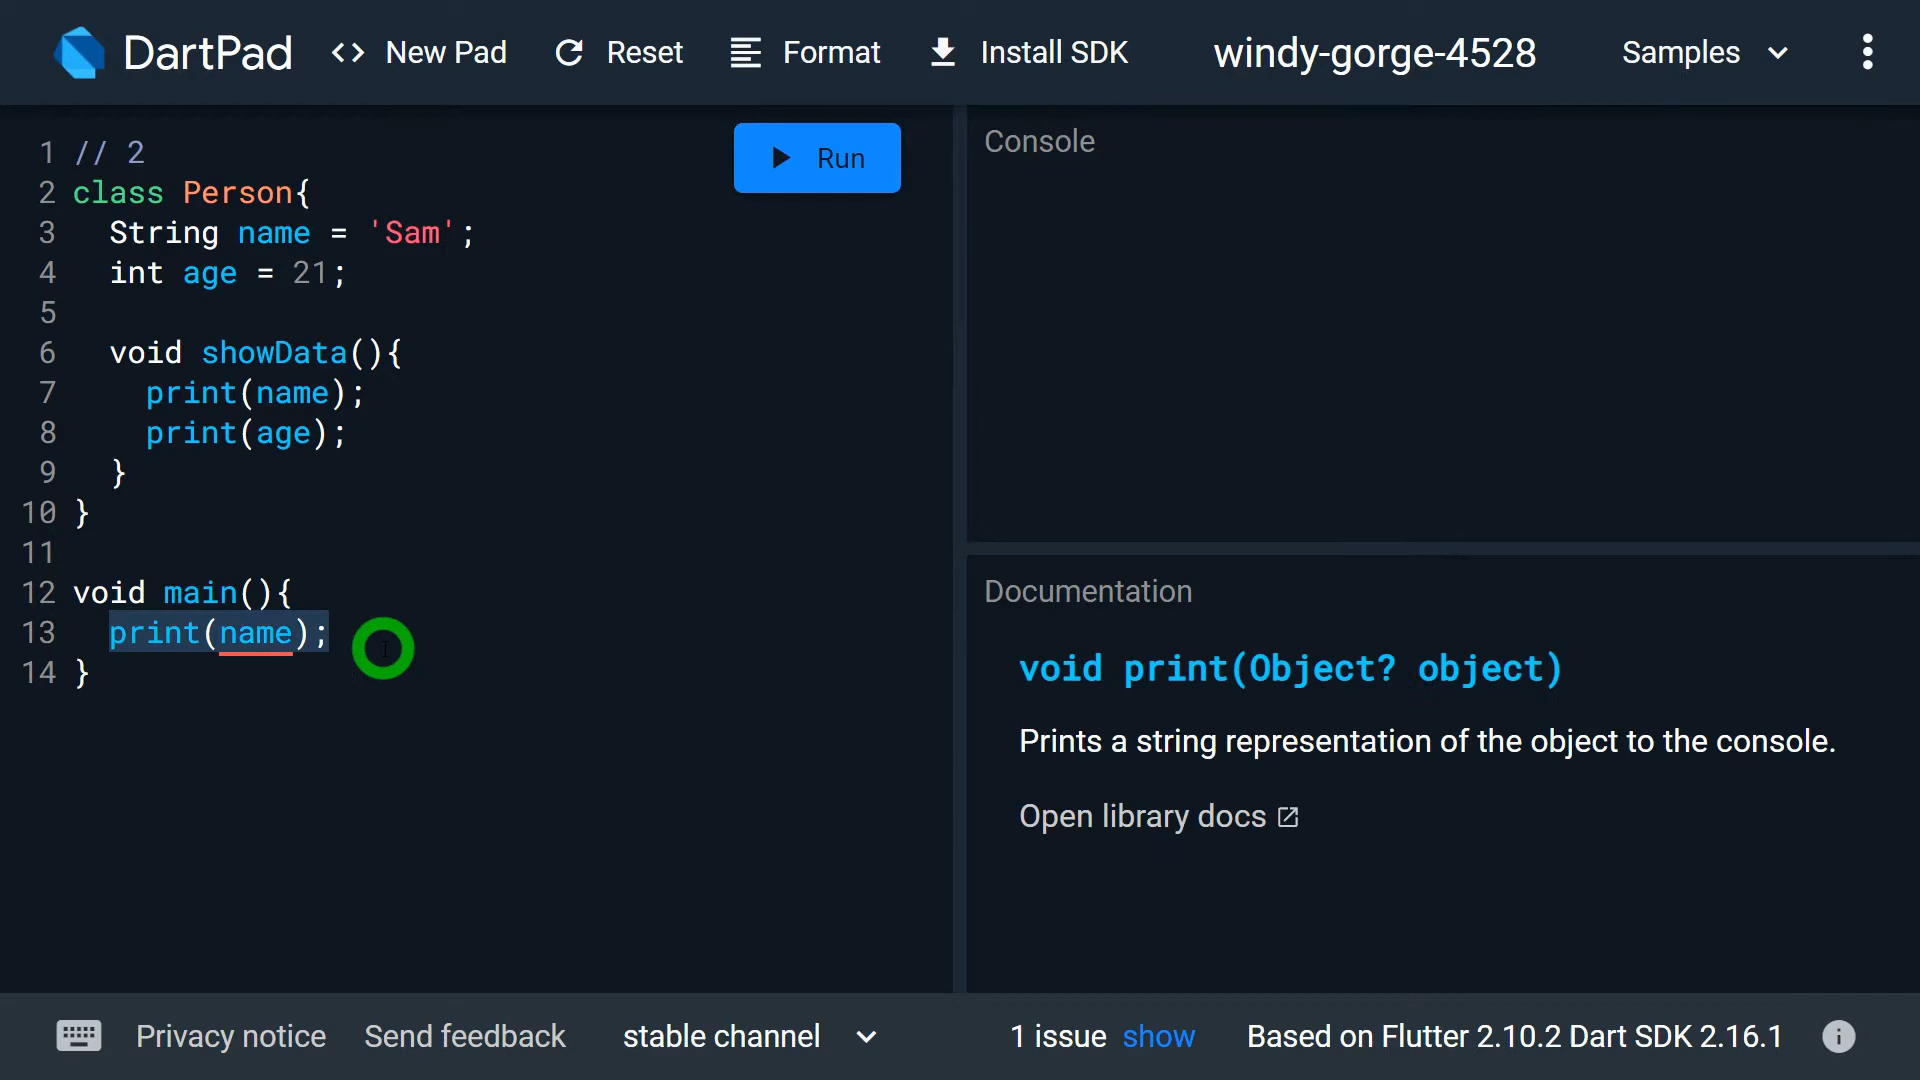 DartPad <> New Pad Reset Format Install SDK windy-gorge-4528 Samples
1 // 2
2 class Person{
3 String name = 'Sam';
4 int age = 21;
5
6 void showData(){
7 print(name);
8 print(age);
9 }
10 }
11
12 void main(){
13 print(name);
14 }
Run
Console
Documentation
void print(Object? object)
Prints a string representation of the object to the console.
Open library docs
Privacy notice Send feedback stable channel 1 issue show Based on Flutter 2.10.2 Dart SDK 2.16.1